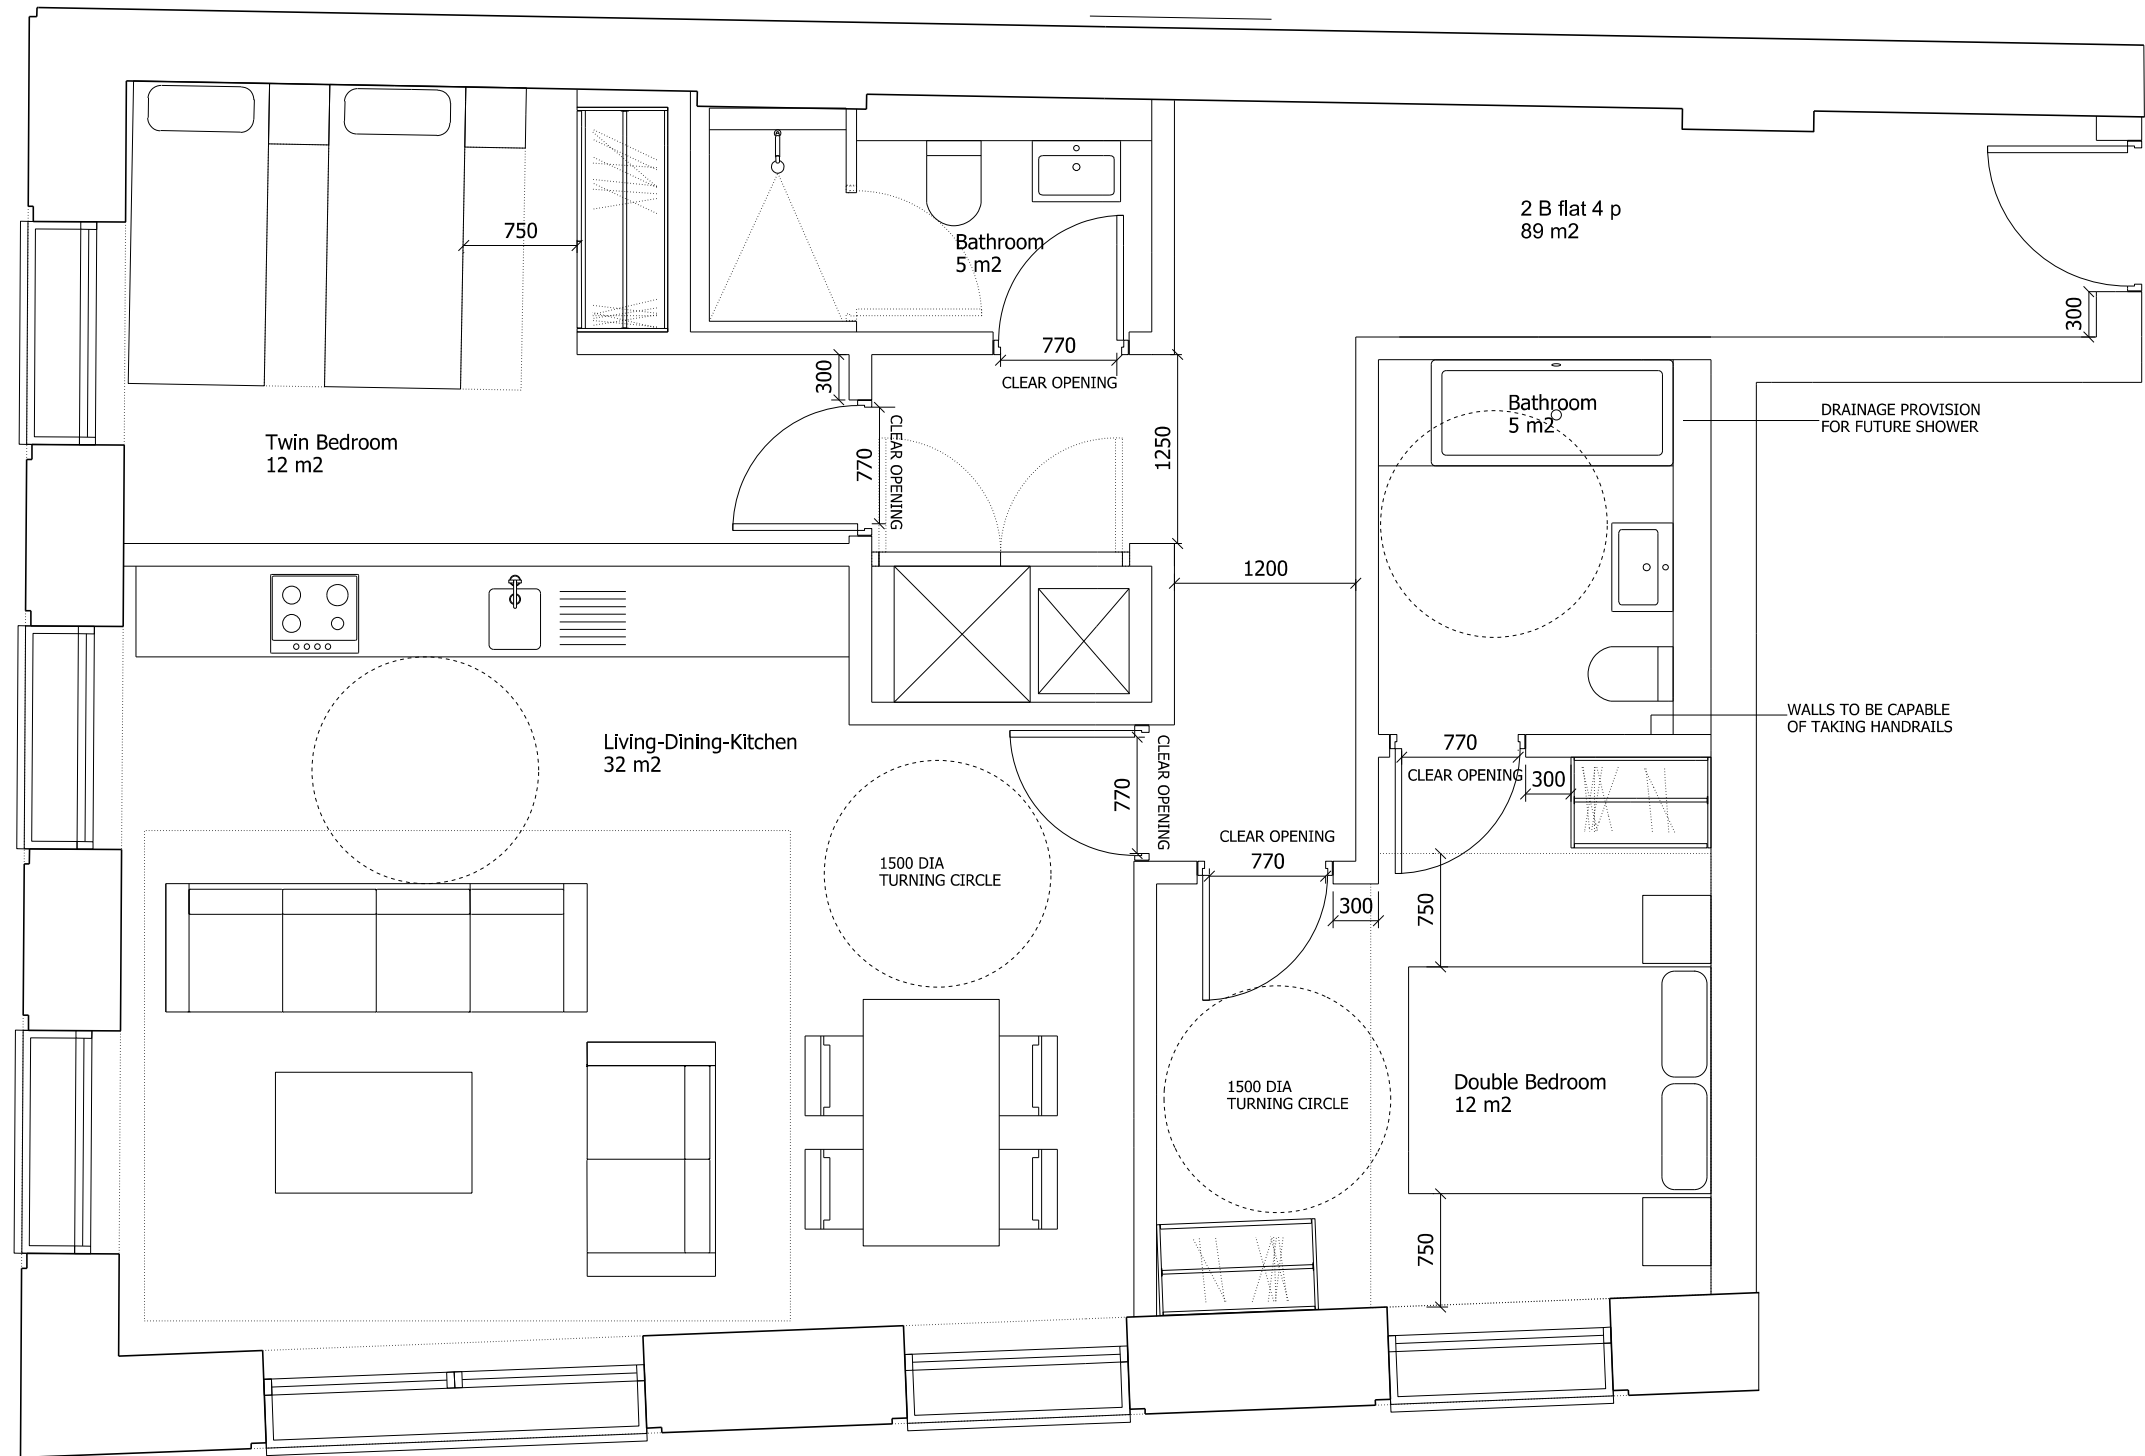 2 B flat 4 p
89 m2
750
Bathroom
5 m2
300
770
CLEAR OPENING
300
Twin Bedroom
12 m2
770
CLEAR OPENING
1250
Bathroom
5 m2
DRAINAGE PROVISION
FOR FUTURE SHOWER
1200
WALLS TO BE CAPABLE
OF TAKING HANDRAILS
Living-Dining-Kitchen
32 m2
770
CLEAR OPENING
770
CLEAR OPENING
300
1500 DIA
TURNING CIRCLE
CLEAR OPENING
770
300
750
1500 DIA
TURNING CIRCLE
Double Bedroom
12 m2
750